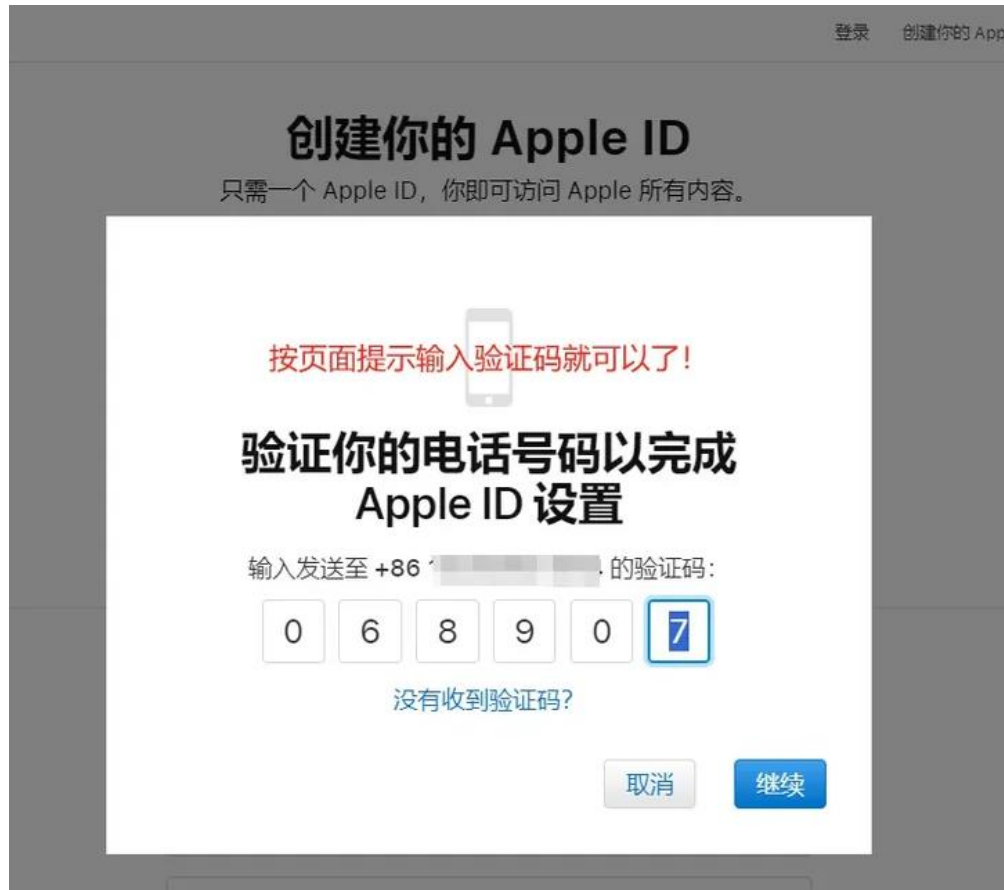 登录 创建你的 App
创建你的 Apple ID
只需一个 Apple ID，你即可访问 Apple 所有内容。
按页面提示输入验证码就可以了！
验证你的电话号码以完成
Apple ID 设置
输入发送至 +86 的验证码：
0 6 8 9 0 7
没有收到验证码？
取消 继续